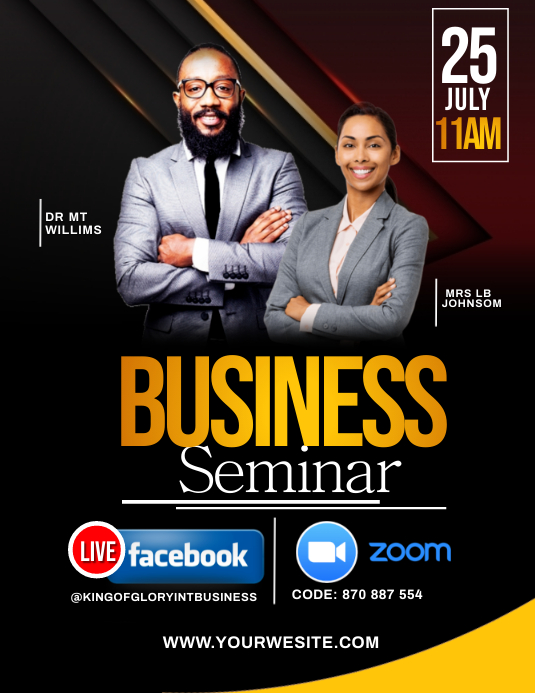 25
JULY
11AM
DR MT
WILLIMS
MRS LB
JOHNSOM
BUSINESS
Seminar
LIVE facebook
@KINGOFGLORYINTBUSINESS
zoom
CODE: 870 887 554
WWW.YOURWESITE.COM